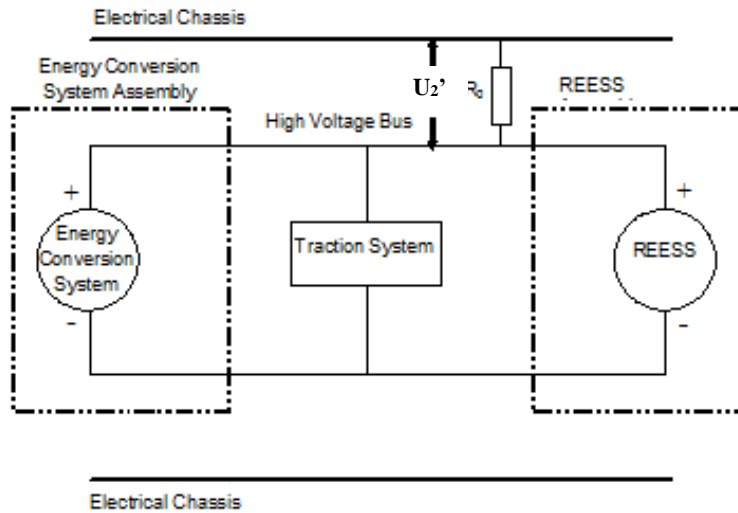 Electrical Chassis
Energy Conversion
System Assembly
U₂’
REESS
High Voltage Bus
+
+
Energy
Conversion
System
Traction System
REESS
-
-
Electrical Chassis